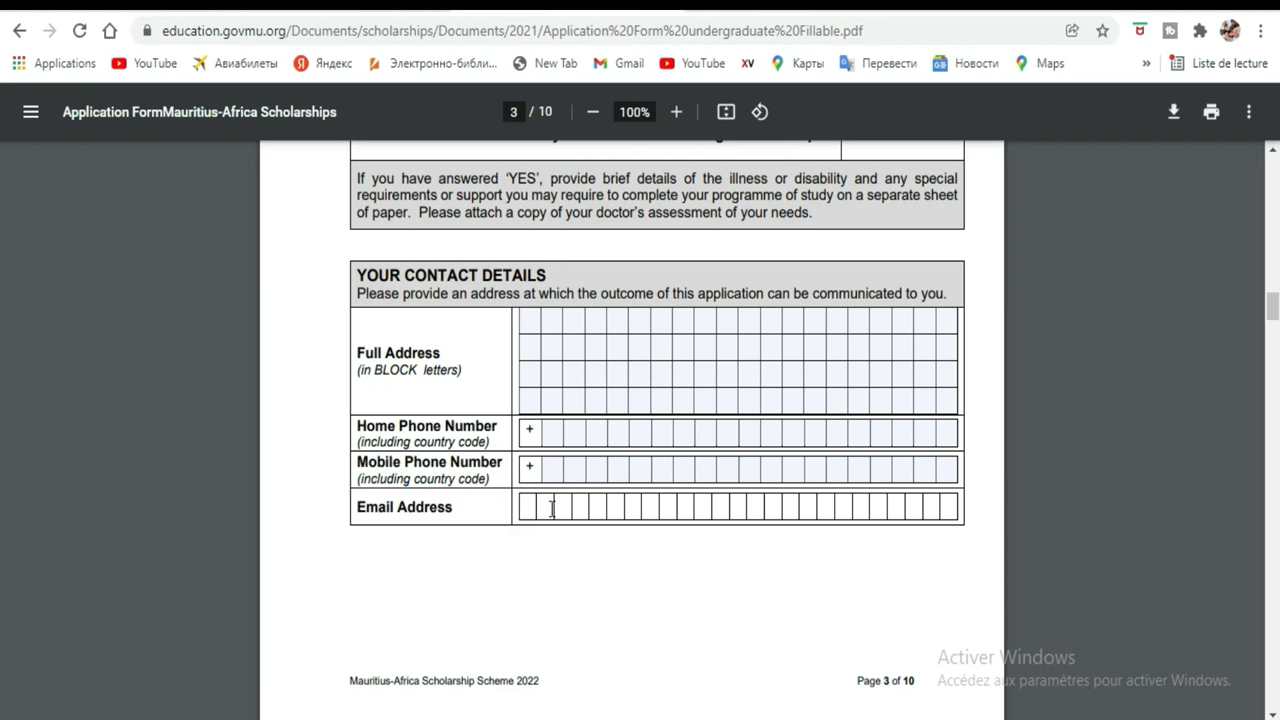 education.govmu.org/Documents/scholarships/Documents/2021/Application%20Form%20undergraduate%20Fillable.pdf
Applications YouTube Авиабилеты Яндекс Электронно-библи... New Tab Gmail YouTube XV Карты Перевести Новости Maps » Liste de lecture
Application FormMauritius-Africa Scholarships 3 / 10 − 100% +
If you have answered ‘YES’, provide brief details of the illness or disability and any special
requirements or support you may require to complete your programme of study on a separate sheet
of paper. Please attach a copy of your doctor’s assessment of your needs.
YOUR CONTACT DETAILS
Please provide an address at which the outcome of this application can be communicated to you.
Full Address
(in BLOCK letters)
Home Phone Number +
(including country code)
Mobile Phone Number +
(including country code)
Email Address
Mauritius-Africa Scholarship Scheme 2022 Page 3 of 10
Activer Windows
Accédez aux paramètres pour activer Windows.